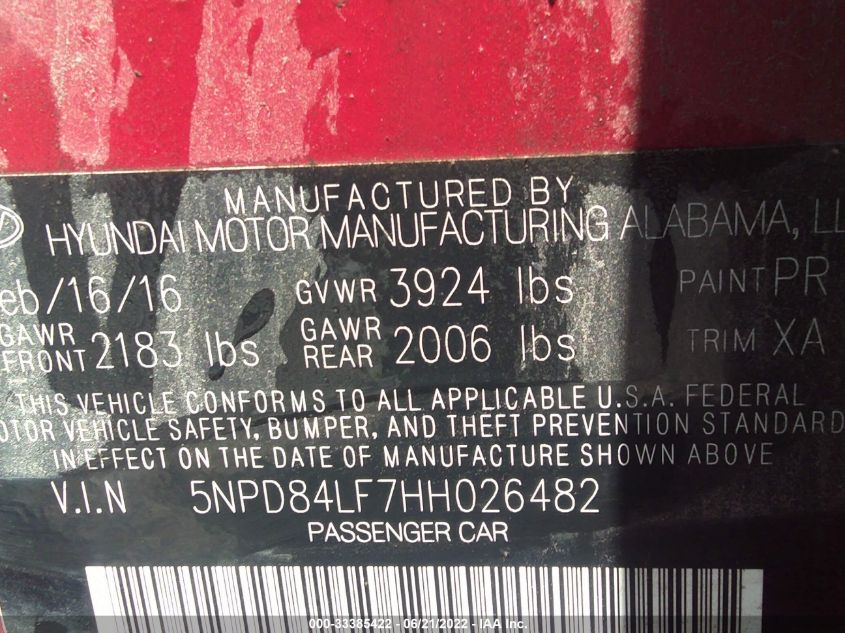 MANUFACTURED BY
HYUNDAI MOTOR MANUFACTURING ALABAMA, LL
eb/16/16 GVWR 3924 lbs PAINT PR
GAWR FRONT 2183 lbs GAWR REAR 2006 lbs TRIM XA
THIS VEHICLE CONFORMS TO ALL APPLICABLE U.S.A. FEDERAL
OTOR VEHICLE SAFETY, BUMPER, AND THEFT PREVENTION STANDARD
IN EFFECT ON THE DATE OF MANUFACTURE SHOWN ABOVE
V.I.N 5NPD84LF7HH026482
PASSENGER CAR
000-33385422 - 06/21/2022 - IAA Inc.